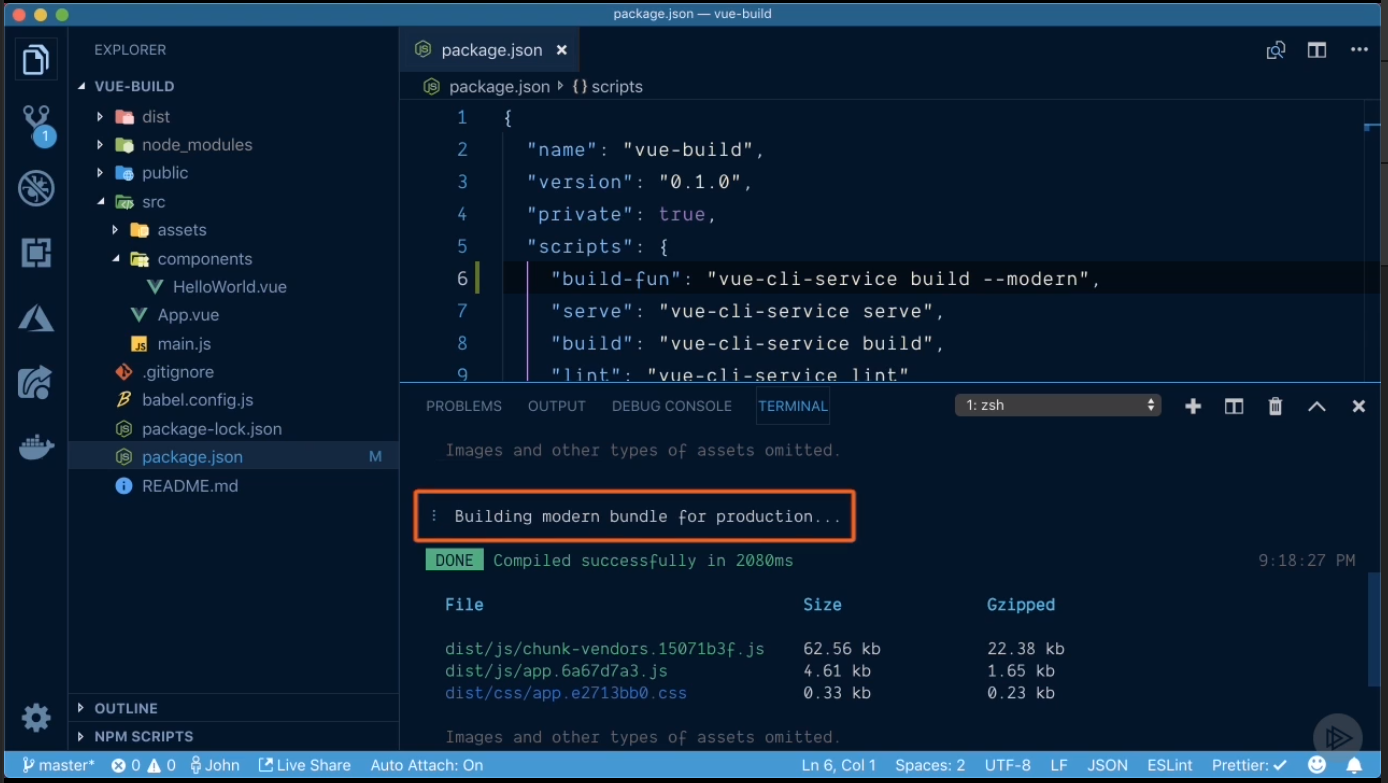 package.json — vue-build
EXPLORER
VUE-BUILD
dist
node_modules
public
src
assets
components
HelloWorld.vue
App.vue
JS main.js
.gitignore
babel.config.js
package-lock.json
package.json M
README.md
OUTLINE
NPM SCRIPTS
1
package.json ×
package.json {} scripts
1 {
2 "name": "vue-build",
3 "version": "0.1.0",
4 "private": true,
5 "scripts": {
6 "build-fun": "vue-cli-service build --modern",
7 "serve": "vue-cli-service serve",
8 "build": "vue-cli-service build",
9 "lint": "vue-cli-service lint"
PROBLEMS OUTPUT DEBUG CONSOLE TERMINAL 1: zsh
Images and other types of assets omitted.
⋮ Building modern bundle for production...
DONE Compiled successfully in 2080ms 9:18:27 PM
File Size Gzipped
dist/js/chunk-vendors.15071b3f.js 62.56 kb 22.38 kb
dist/js/app.6a67d7a3.js 4.61 kb 1.65 kb
dist/css/app.e2713bb0.css 0.33 kb 0.23 kb
Images and other types of assets omitted.
master* 0 0 John Live Share Auto Attach: On Ln 6, Col 1 Spaces: 2 UTF-8 LF JSON ESLint Prettier: ✓